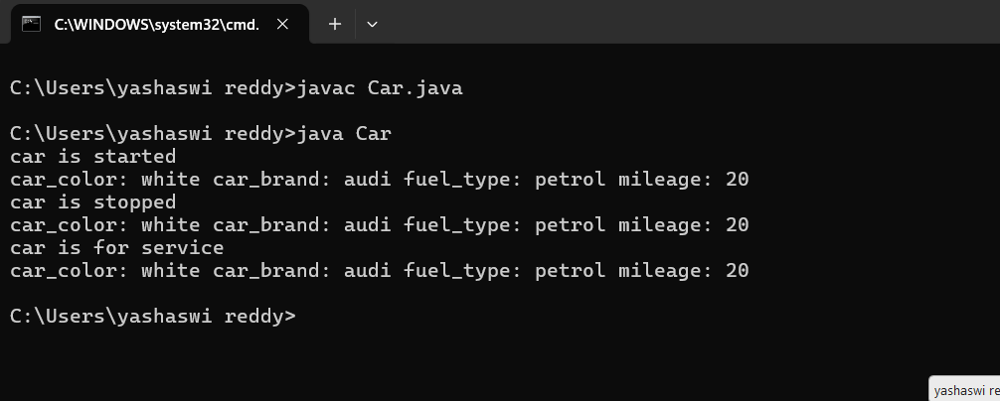 C:\WINDOWS\system32\cmd.
C:\Users\yashaswi reddy>javac Car.java
C:\Users\yashaswi reddy>java Car
car is started
car_color: white car_brand: audi fuel_type: petrol mileage: 20
car is stopped
car_color: white car_brand: audi fuel_type: petrol mileage: 20
car is for service
car_color: white car_brand: audi fuel_type: petrol mileage: 20
C:\Users\yashaswi reddy>
yashaswi re